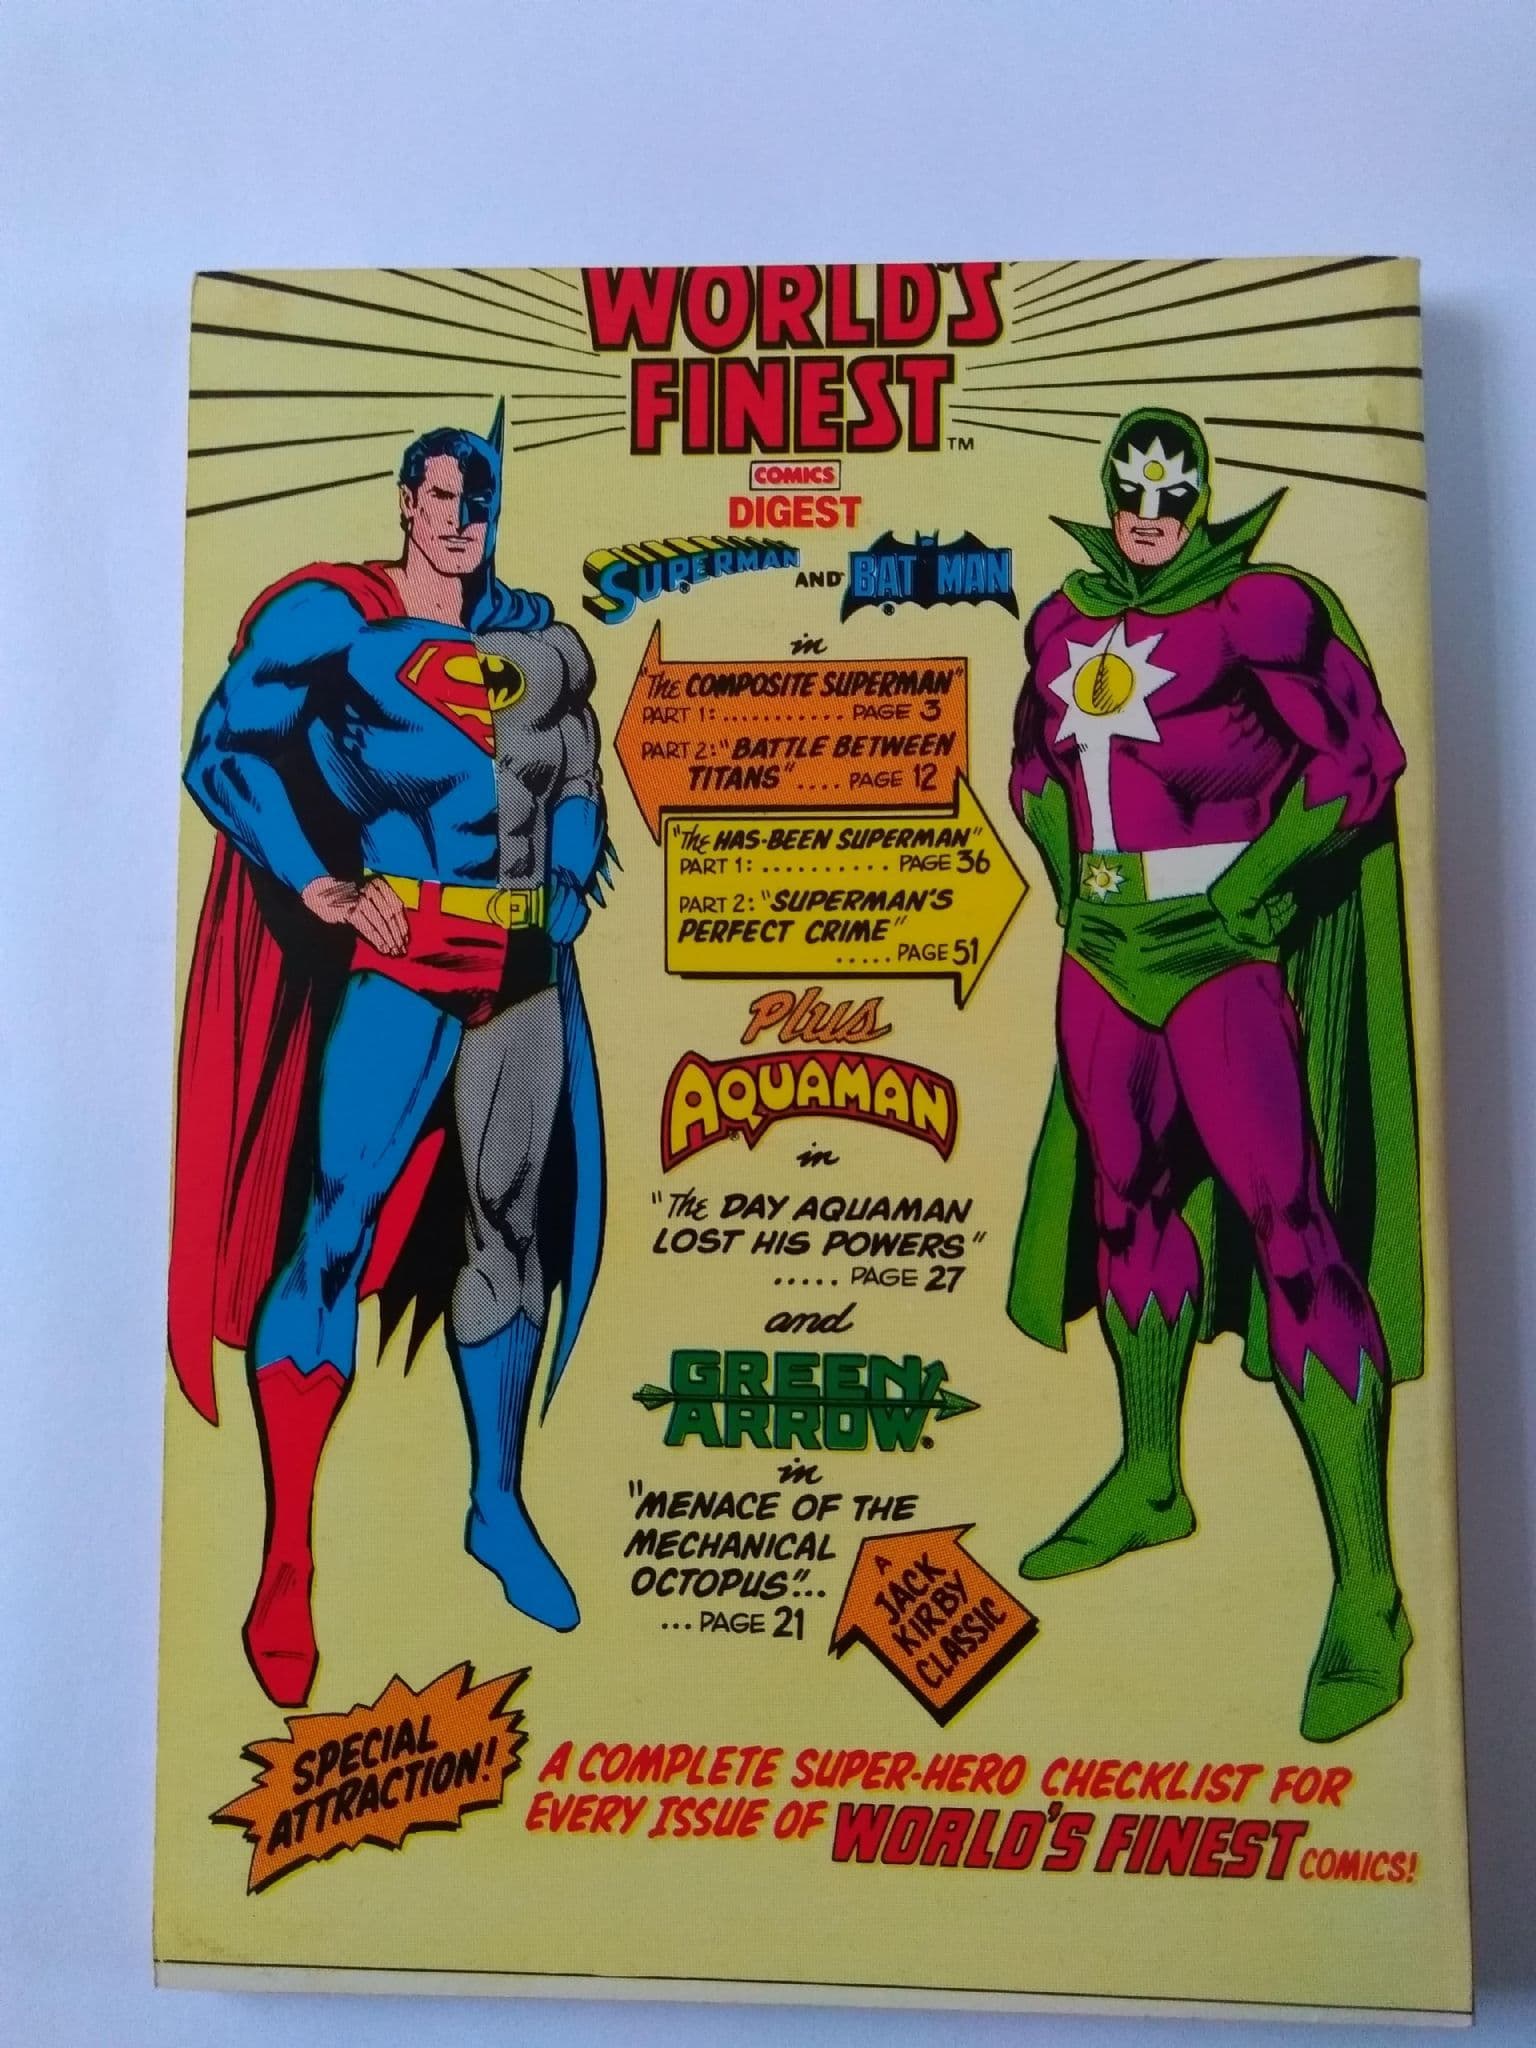 WORLD'S
FINEST™
COMICS
DIGEST
SUPERMAN® AND BATMAN®
in
"The COMPOSITE SUPERMAN"
PART 1: ........... PAGE 3
PART 2: "BATTLE BETWEEN
TITANS" .... PAGE 12
"The HAS-BEEN SUPERMAN"
PART 1: .......... PAGE 36
PART 2: "SUPERMAN'S
PERFECT CRIME"
..... PAGE 51
Plus
AQUAMAN®
in
"The DAY AQUAMAN
LOST HIS POWERS"
..... PAGE 27
and
GREEN
ARROW®
in
"MENACE OF THE
MECHANICAL
OCTOPUS"...
... PAGE 21
A
JACK
KIRBY
CLASSIC
SPECIAL
ATTRACTION!
A COMPLETE SUPER-HERO CHECKLIST FOR
EVERY ISSUE OF WORLD'S FINEST COMICS!